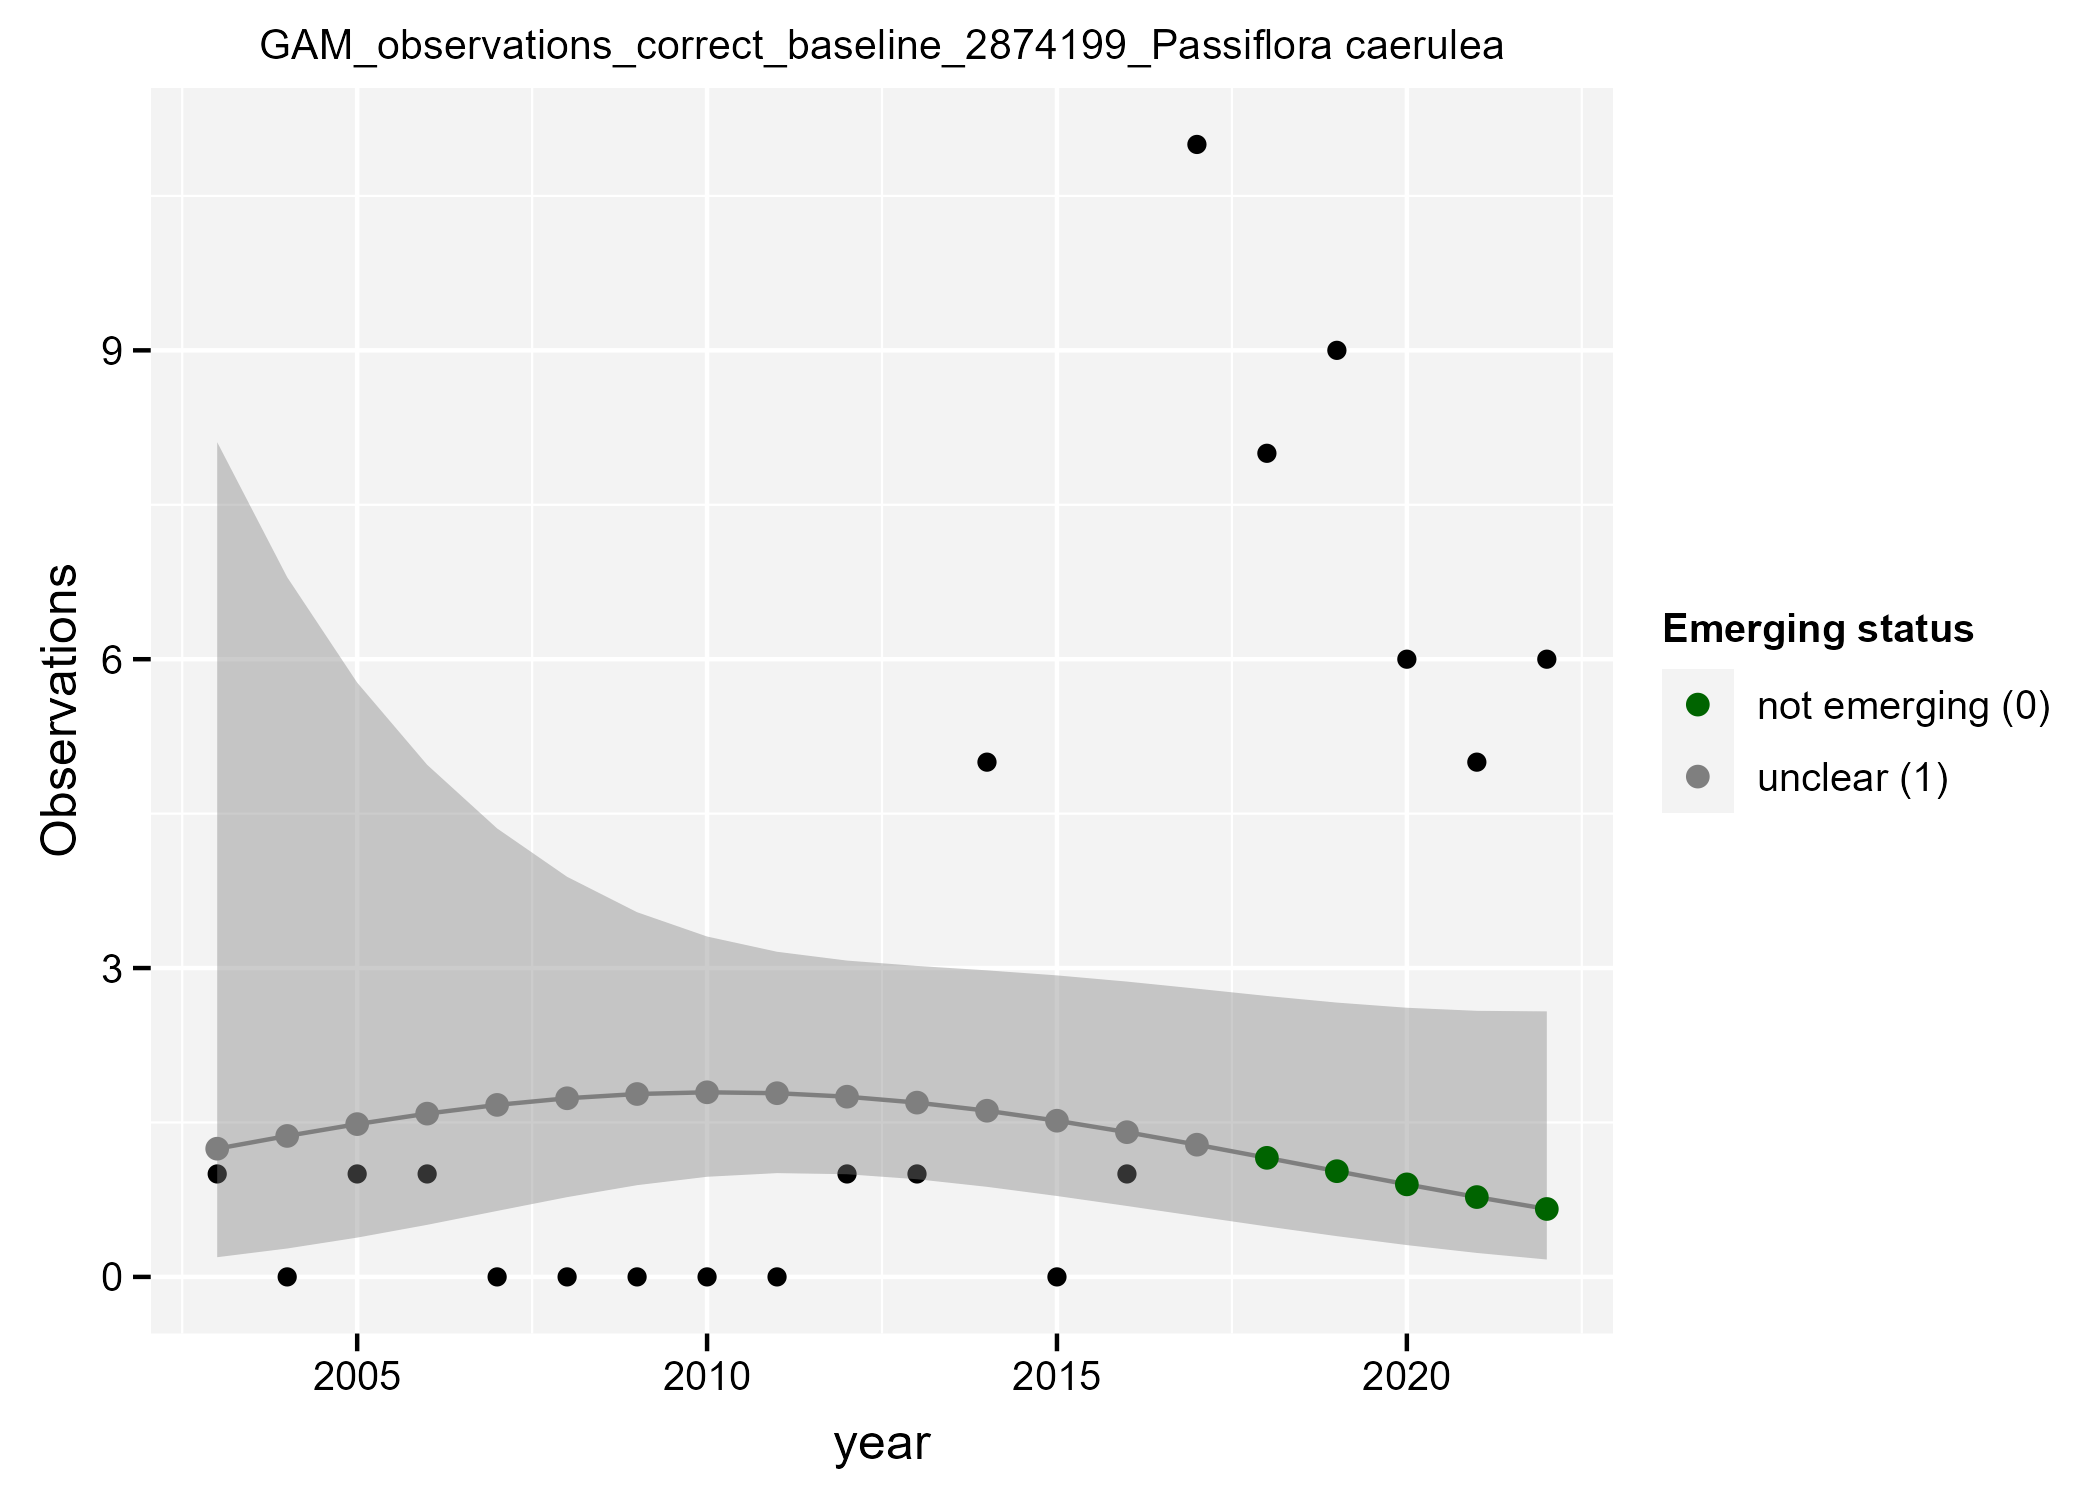 GAM_observations_correct_baseline_2874199_Passiflora caerulea
Observations
9
6
3
0
2005 2010 2015 2020
year
Emerging status
not emerging (0)
unclear (1)